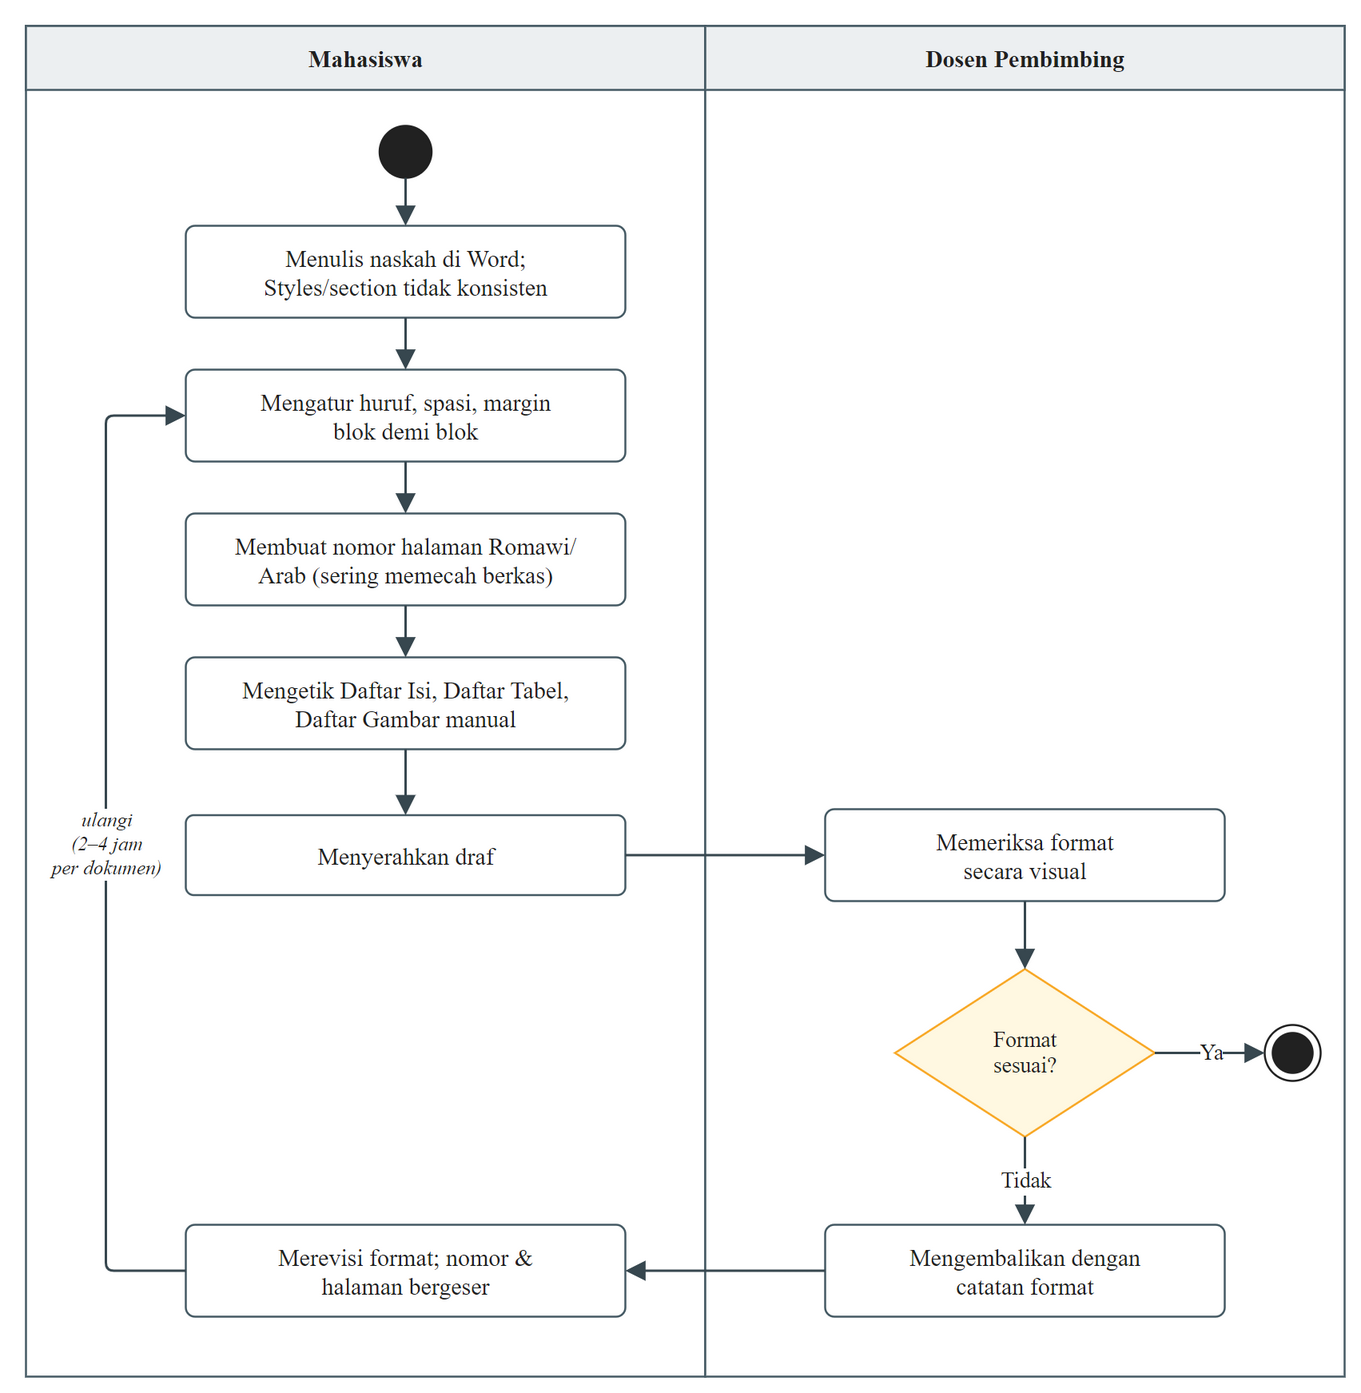 Mahasiswa
Dosen Pembimbing
Menulis naskah di Word;
Styles/section tidak konsisten
Mengatur huruf, spasi, margin
blok demi blok
Membuat nomor halaman Romawi/
Arab (sering memecah berkas)
Mengetik Daftar Isi, Daftar Tabel,
Daftar Gambar manual
ulangi
(2–4 jam
per dokumen)
Menyerahkan draf
Memeriksa format
secara visual
Format
sesuai?
Ya
Tidak
Merevisi format; nomor &
halaman bergeser
Mengembalikan dengan
catatan format